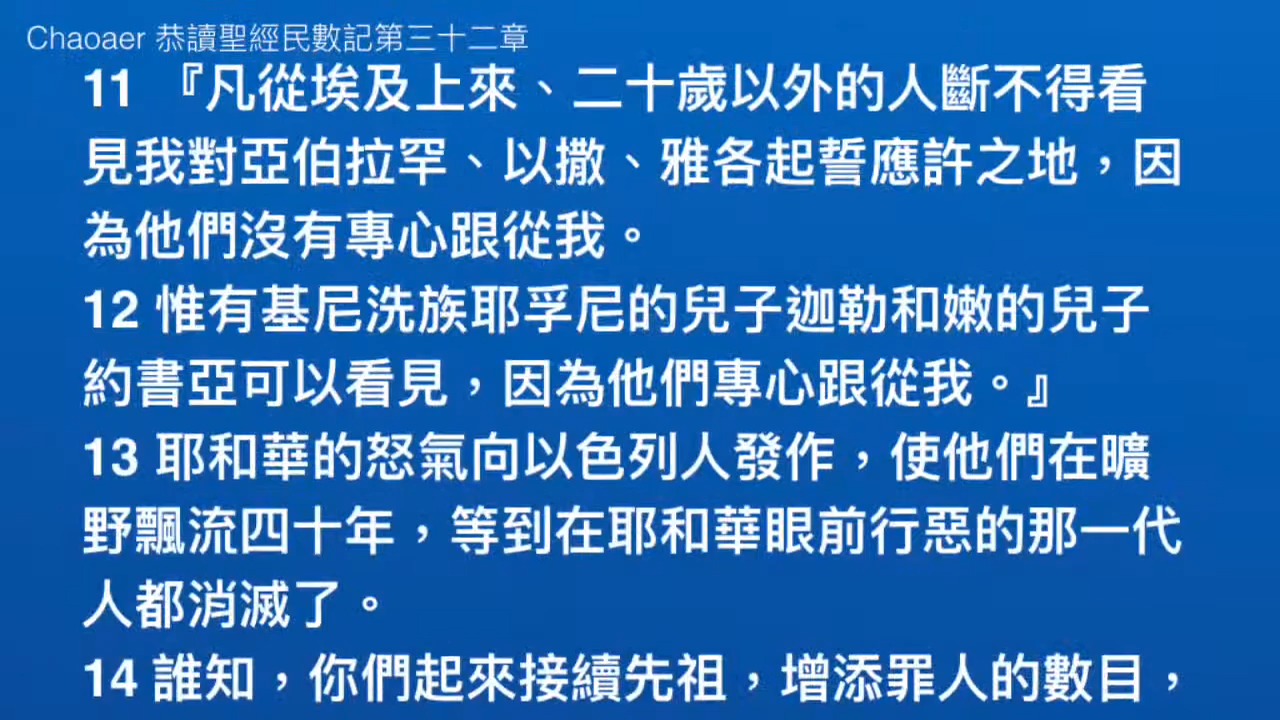 Chaoaer 恭讀聖經民數記第三十二章
11 『凡從埃及上來、二十歲以外的人斷不得看
見我對亞伯拉罕、以撒、雅各起誓應許之地，因
為他們沒有專心跟從我。
12 惟有基尼洗族耶孚尼的兒子迦勒和嫩的兒子
約書亞可以看見，因為他們專心跟從我。』
13 耶和華的怒氣向以色列人發作，使他們在曠
野飄流四十年，等到在耶和華眼前行惡的那一代
人都消滅了。
14 誰知，你們起來接續先祖，增添罪人的數目，